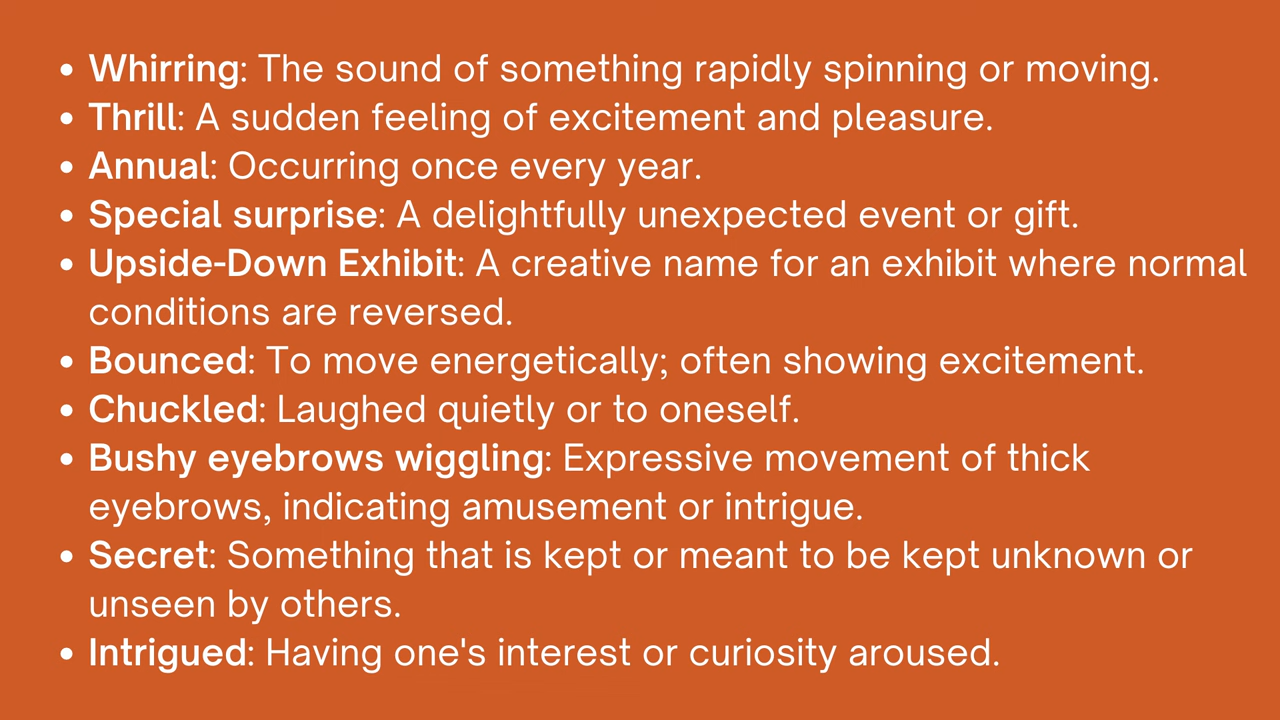 • Whirring: The sound of something rapidly spinning or moving.
• Thrill: A sudden feeling of excitement and pleasure.
• Annual: Occurring once every year.
• Special surprise: A delightfully unexpected event or gift.
• Upside-Down Exhibit: A creative name for an exhibit where normal
conditions are reversed.
• Bounced: To move energetically; often showing excitement.
• Chuckled: Laughed quietly or to oneself.
• Bushy eyebrows wiggling: Expressive movement of thick
eyebrows, indicating amusement or intrigue.
• Secret: Something that is kept or meant to be kept unknown or
unseen by others.
• Intrigued: Having one's interest or curiosity aroused.